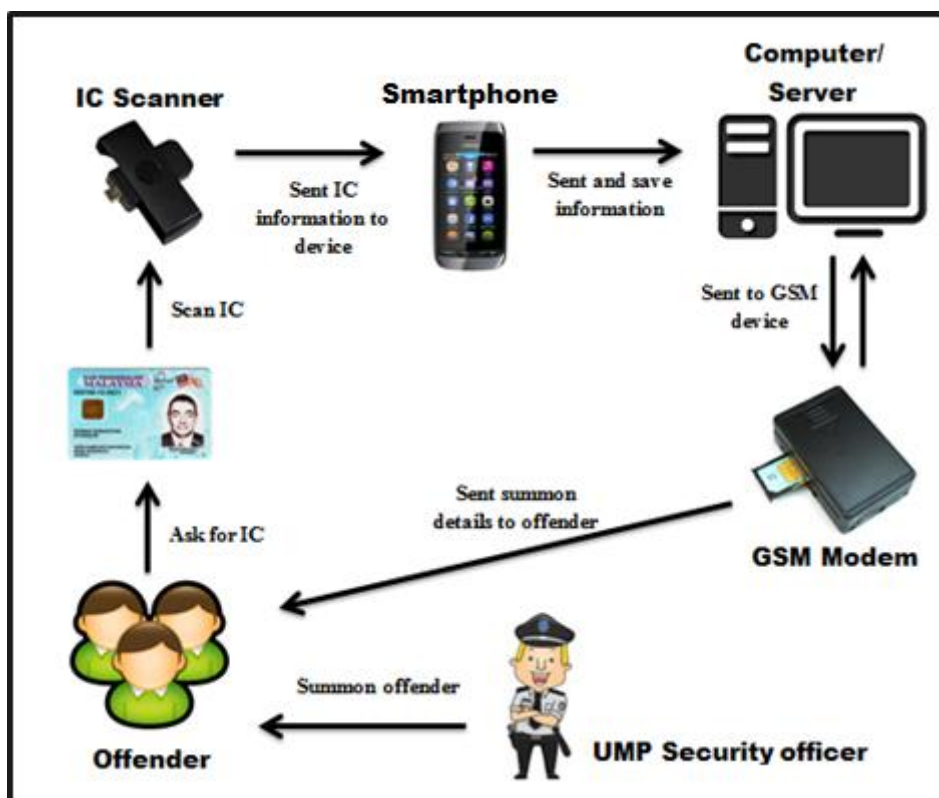 Computer/
Server
IC Scanner
Smartphone
Sent IC
information to
device
Sent and save
information
Scan IC
Sent to GSM
device
MALAYSIA
Sent summon
details to offender
Ask for IC
GSM Modem
Summon offender
Offender
UMP Security officer